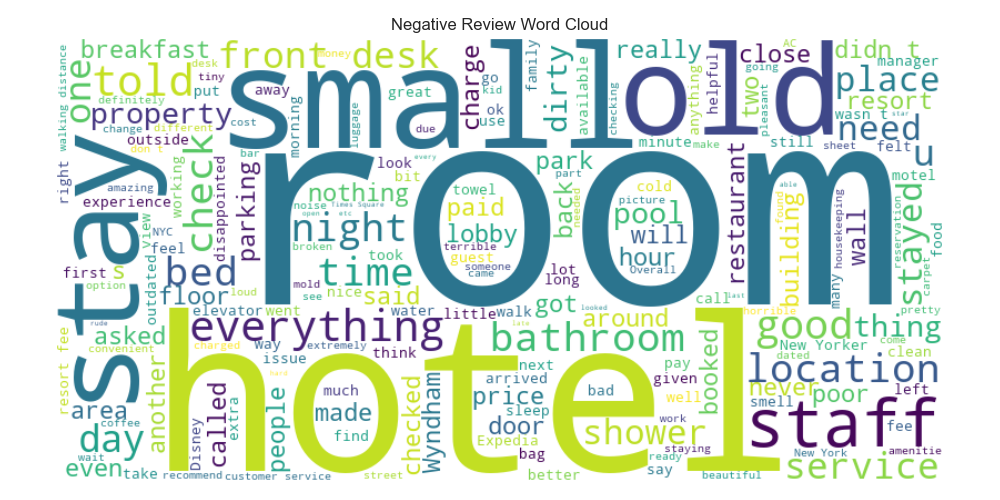 Negative Review Word Cloud
room
hotel
small
old
stay
staff
everything
location
night
time
bed
told
front desk
property
check
breakfast
one
parking
charge
dirty
really
close
didn t
manager
place
resort
need
u
wasn t
felt
motel
stayed
food
reservation
carpet
pretty
wall
housekeeping
many
building
found
able
sheet
star
two
going
AC
pleasant
still
make
helpful
anything
minute
checking
available
family
kid
go
ok
use
due
great
away
morning
luggage
money
desk
tiny
put
definitely
change
different
don t
cost
bar
outside
right
walking distance
amazing
experience
working
disappointed
view
NYC
feel
outdated
first
option
s
floor
loud
mold
broken
noise
open
etc
Times Square
see
nice
took
said
nothing
look
bit
every
towel
paid
lobby
terrible
guest
someone
came
cold
picture
part
needed
back
park
pool
will
hour
Overall
lot
long
restaurant
call
last
horrible
looked
got
around
walk
little
water
went
elevator
rude
asked
convenient
resort fee
charged
way
issue
extremely
think
late
hard
bathroom
good
thing
New Yorker
come
dated
clean
never
poor
left
smell
fee
work
well
given
pay
bad
next
arrived
price
sleep
door
Expedia
bag
better
shower
booked
staying
ready
say
beautiful
New York
amenitie
service
area
coffee
day
another
even
wait
take
recommend
Disney
called
extra
customer service
people
much
made
find
street
checked
Wyndham